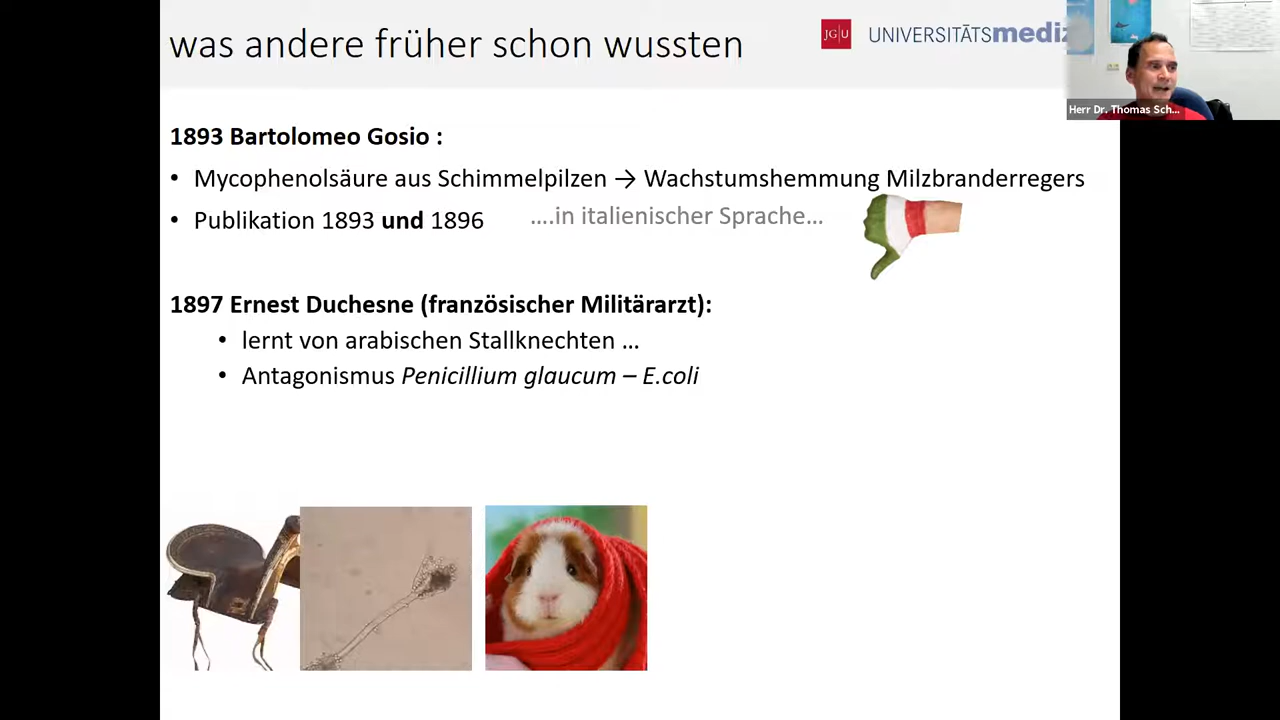 was andere früher schon wussten
JG|U UNIVERSITÄTSmediz
Herr Dr. Thomas Sch...
1893 Bartolomeo Gosio :
• Mycophenolsäure aus Schimmelpilzen → Wachstumshemmung Milzbranderregers
• Publikation 1893 und 1896 ....in italienischer Sprache...
1897 Ernest Duchesne (französischer Militärarzt):
• lernt von arabischen Stallknechten ...
• Antagonismus Penicillium glaucum – E.coli